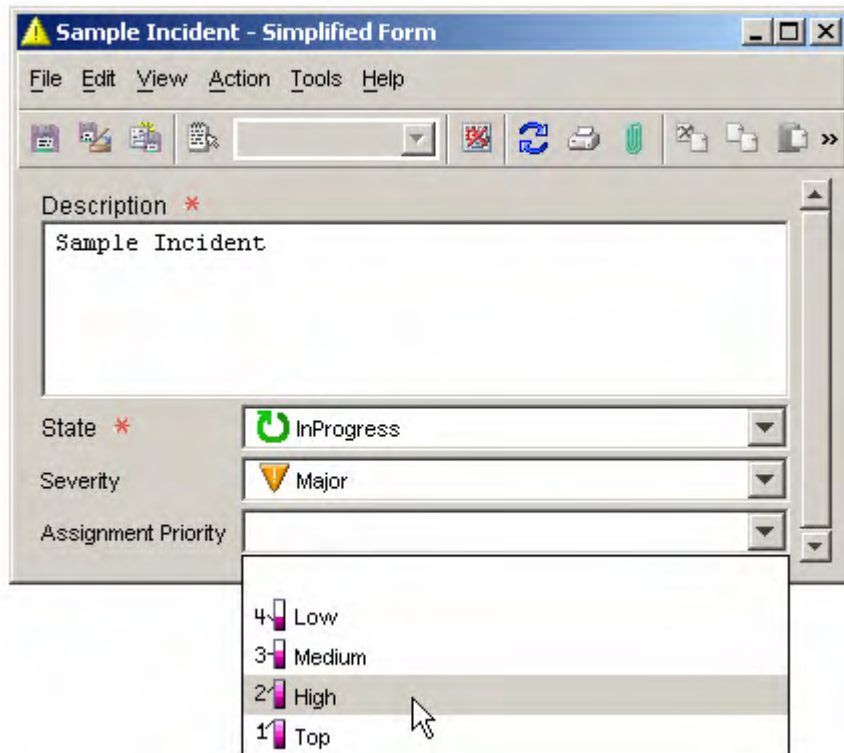 Sample Incident - Simplified Form
File Edit View Action Tools Help
»
Description *
Sample Incident
State * InProgress
Severity Major
Assignment Priority
4 Low
3 Medium
2 High
1 Top